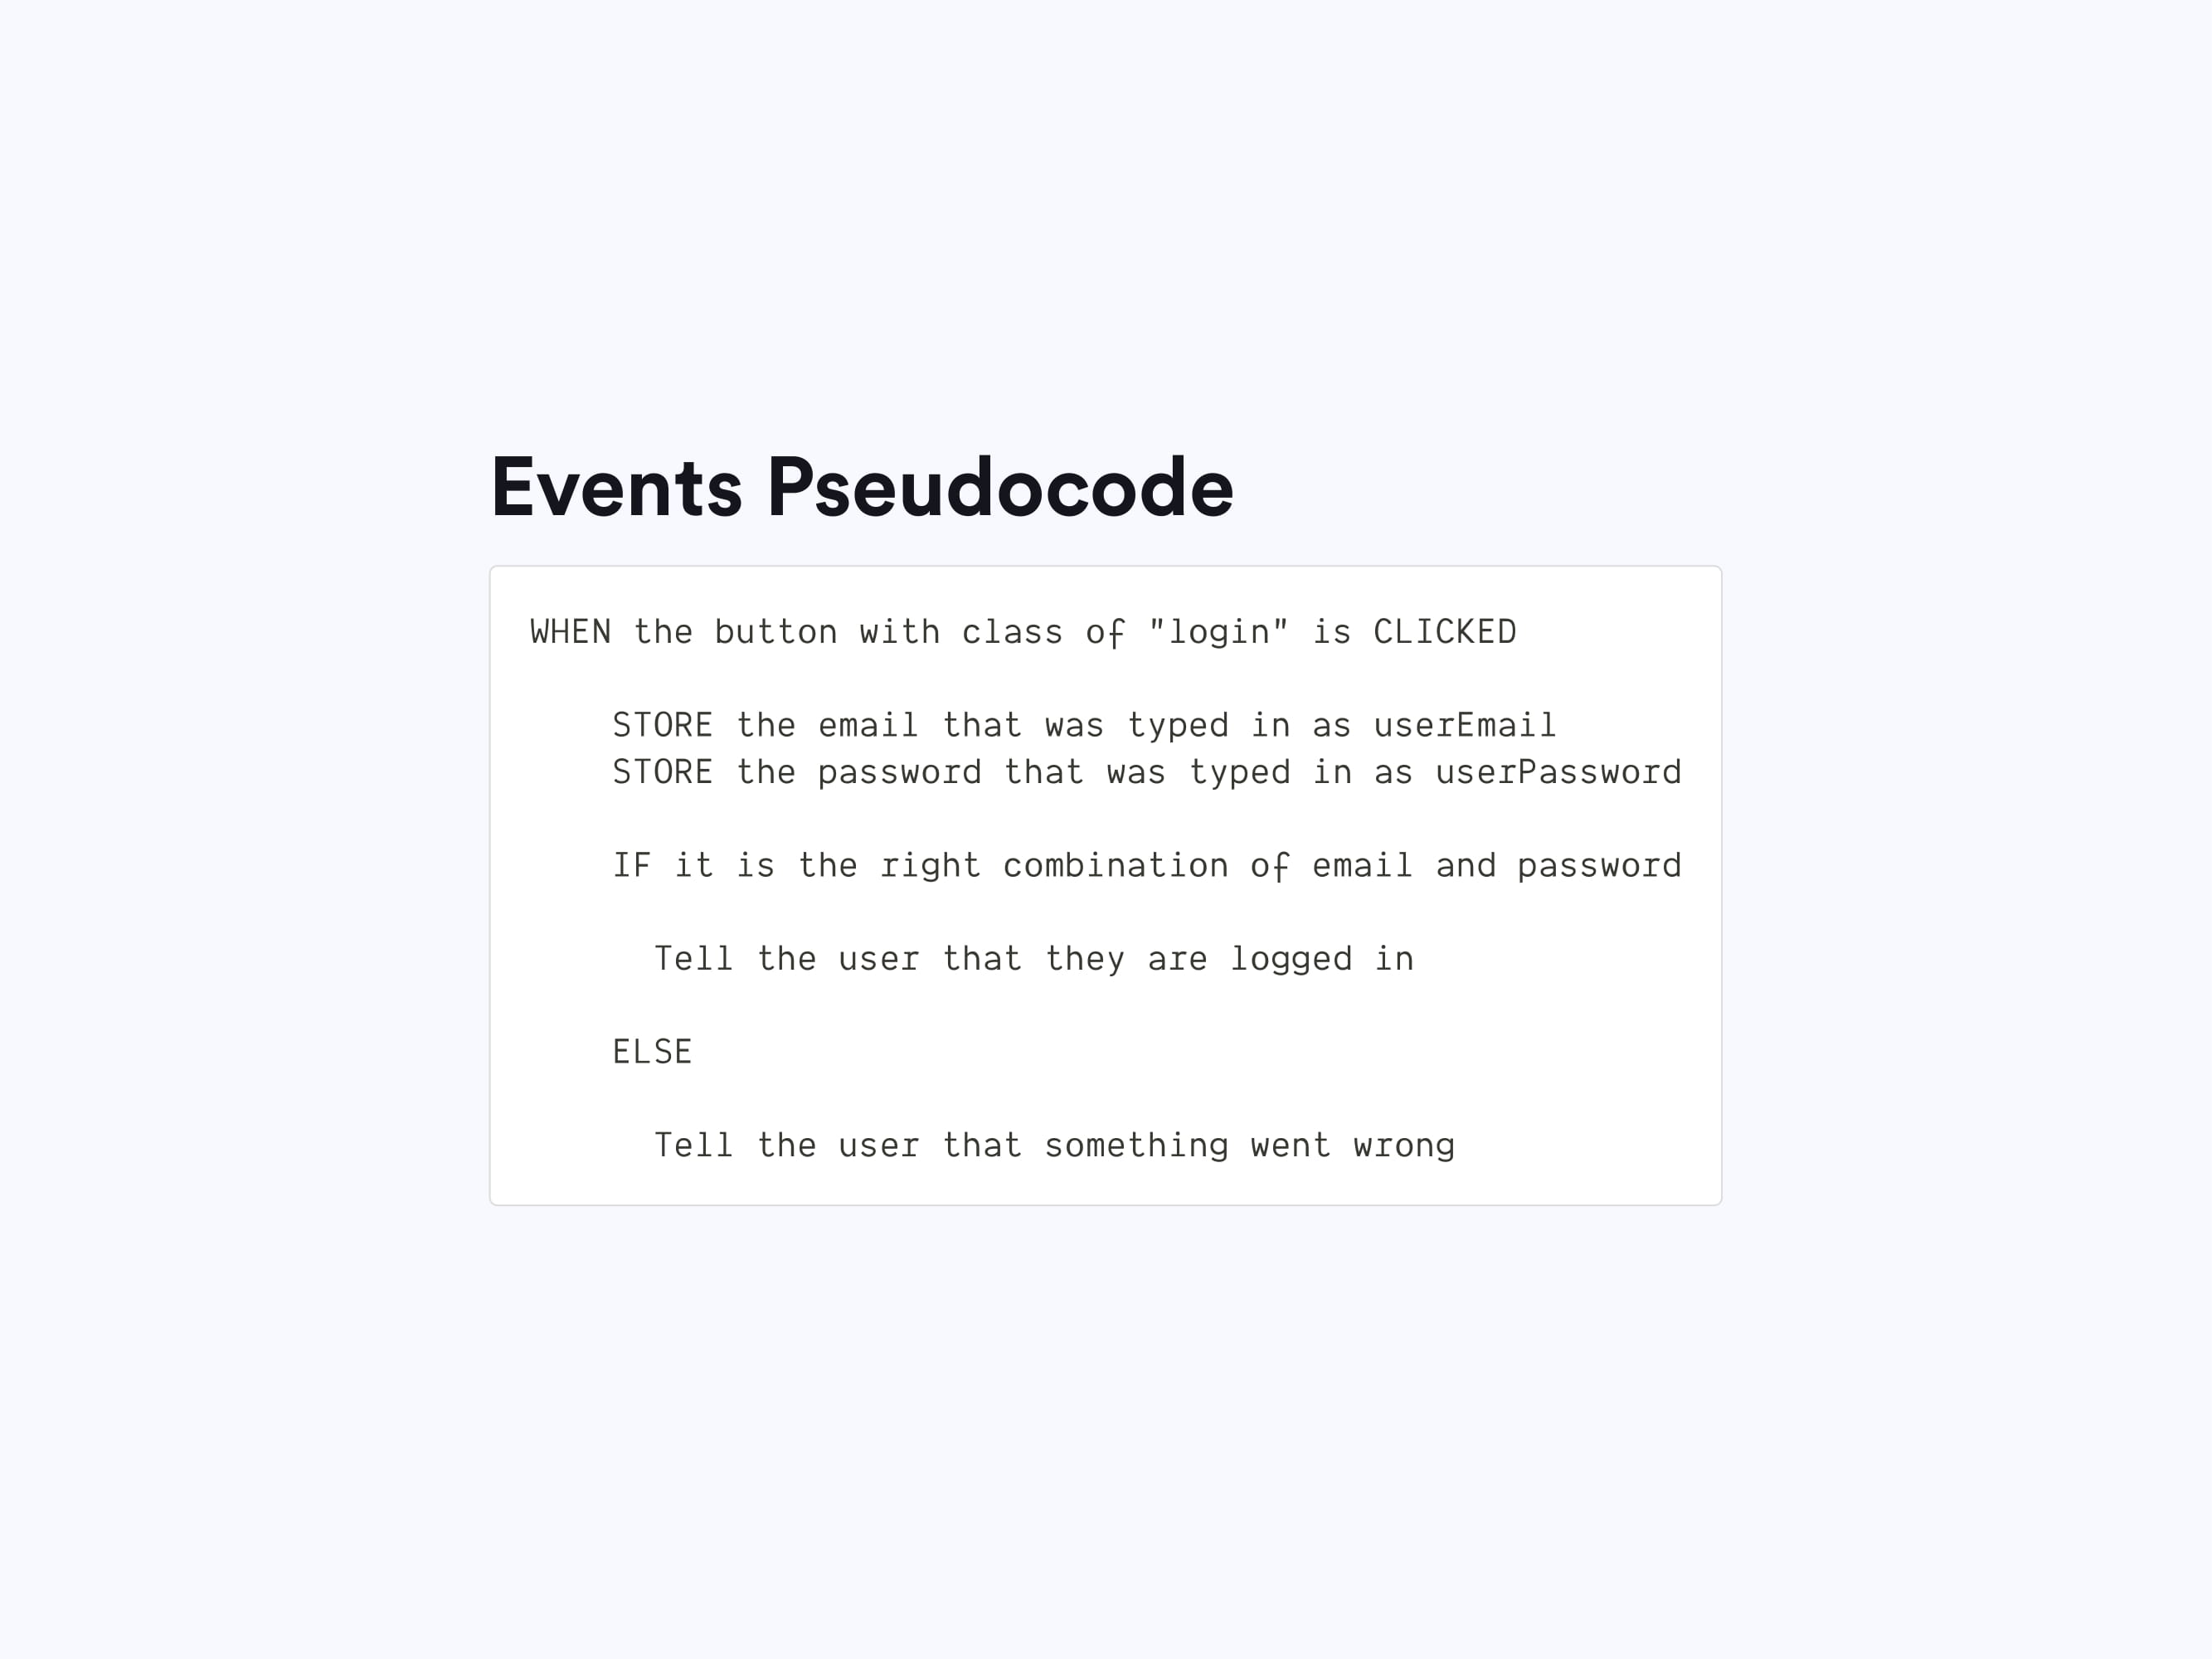 Events Pseudocode
WHEN the button with class of "login" is CLICKED
STORE the email that was typed in as userEmail
STORE the password that was typed in as userPassword
IF it is the right combination of email and password
Tell the user that they are logged in
ELSE
Tell the user that something went wrong